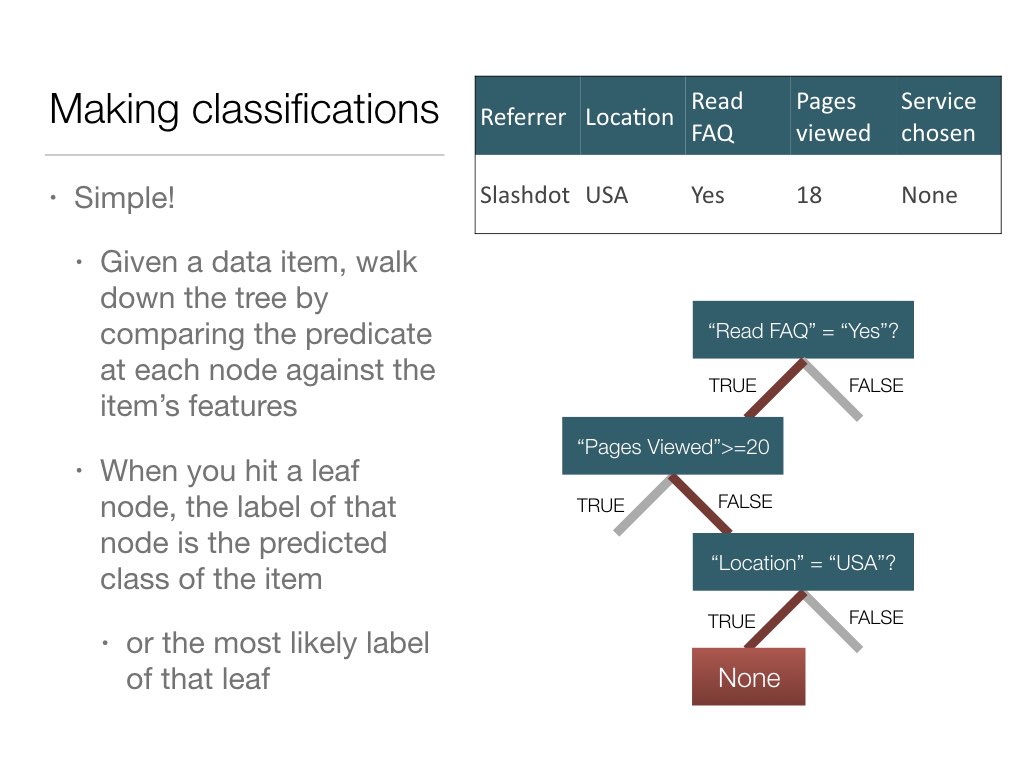 Making classifications
• Simple!
• Given a data item, walk
down the tree by
comparing the predicate
at each node against the
item’s features
• When you hit a leaf
node, the label of that
node is the predicted
class of the item
• or the most likely label
of that leaf
Referrer Location Read FAQ Pages viewed Service chosen
Slashdot USA Yes 18 None
“Read FAQ” = “Yes”?
TRUE FALSE
“Pages Viewed”>=20
TRUE FALSE
“Location” = “USA”?
TRUE FALSE
None